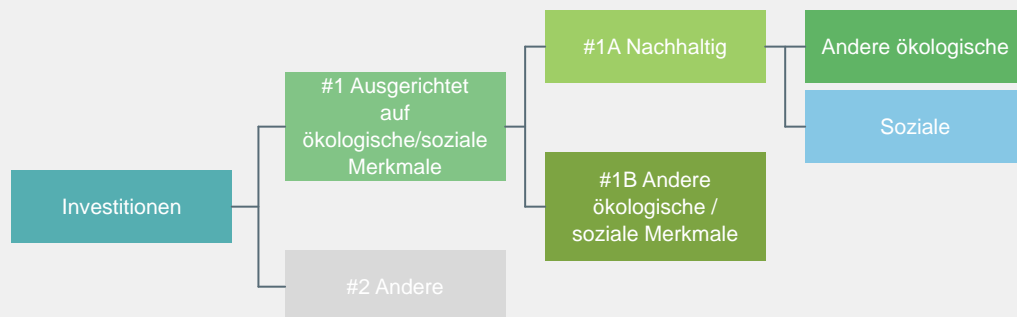 Investitionen
#1 Ausgerichtet
auf
ökologische/soziale
Merkmale
#2 Andere
#1A Nachhaltig
#1B Andere
ökologische /
soziale Merkmale
Andere ökologische
Soziale